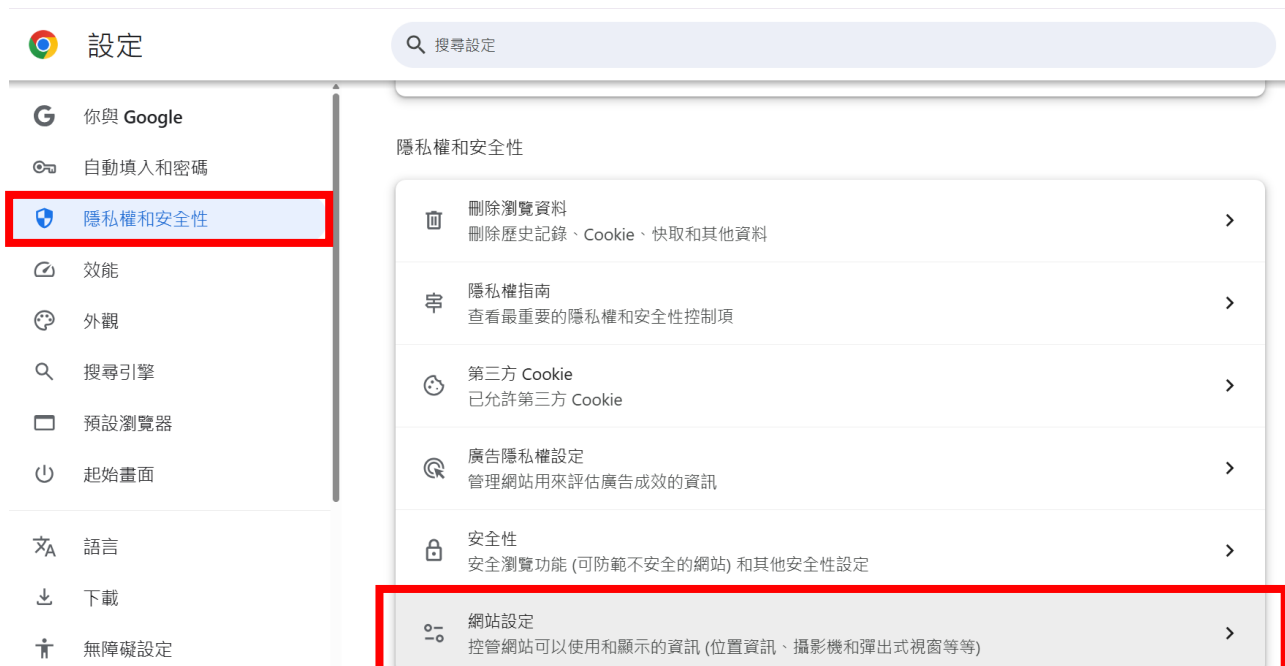 設定
搜尋設定
你與 Google
自動填入和密碼
隱私權和安全性
效能
外觀
搜尋引擎
預設瀏覽器
起始畫面
語言
下載
無障礙設定
隱私權和安全性
刪除瀏覽資料
刪除歷史記錄、Cookie、快取和其他資料
隱私權指南
查看最重要的隱私權和安全性控制項
第三方 Cookie
已允許第三方 Cookie
廣告隱私權設定
管理網站用來評估廣告成效的資訊
安全性
安全瀏覽功能 (可防範不安全的網站) 和其他安全性設定
網站設定
控管網站可以使用和顯示的資訊 (位置資訊、攝影機和彈出式視窗等等)